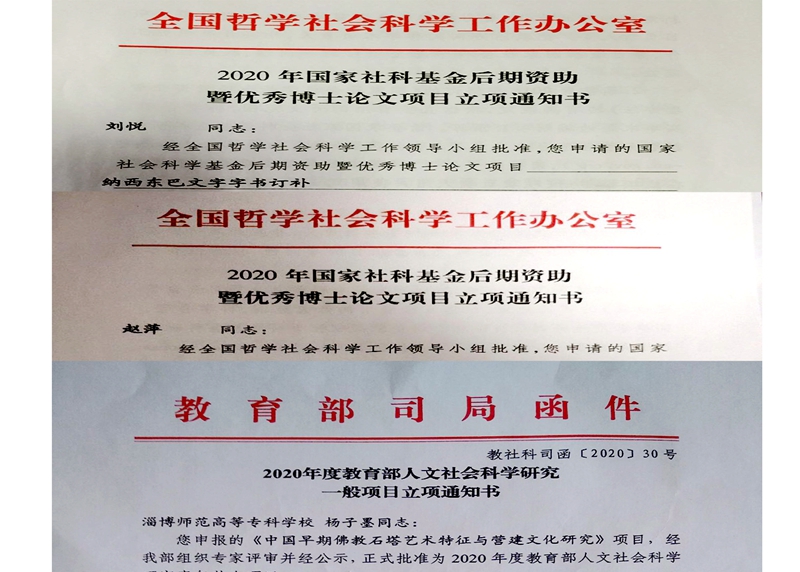 全国哲学社会科学工作办公室
2020 年国家社科基金后期资助
暨优秀博士论文项目立项通知书
刘悦 同志：
经全国哲学社会科学工作领导小组批准，您申请的国家
社会科学基金后期资助暨优秀博士论文项目
纳西东巴文字字书订补
全国哲学社会科学工作办公室
2020 年国家社科基金后期资助
暨优秀博士论文项目立项通知书
赵萍 同志：
经全国哲学社会科学工作领导小组批准，您申请的国家
教育部司局函件
教社科司函〔2020〕30号
2020年度教育部人文社会科学研究
一般项目立项通知书
淄博师范高等专科学校 杨子墨同志：
您申报的《中国早期佛教石塔艺术特征与营建文化研究》项目，经
我部组织专家评审并经公示，正式批准为 2020 年度教育部人文社会科学